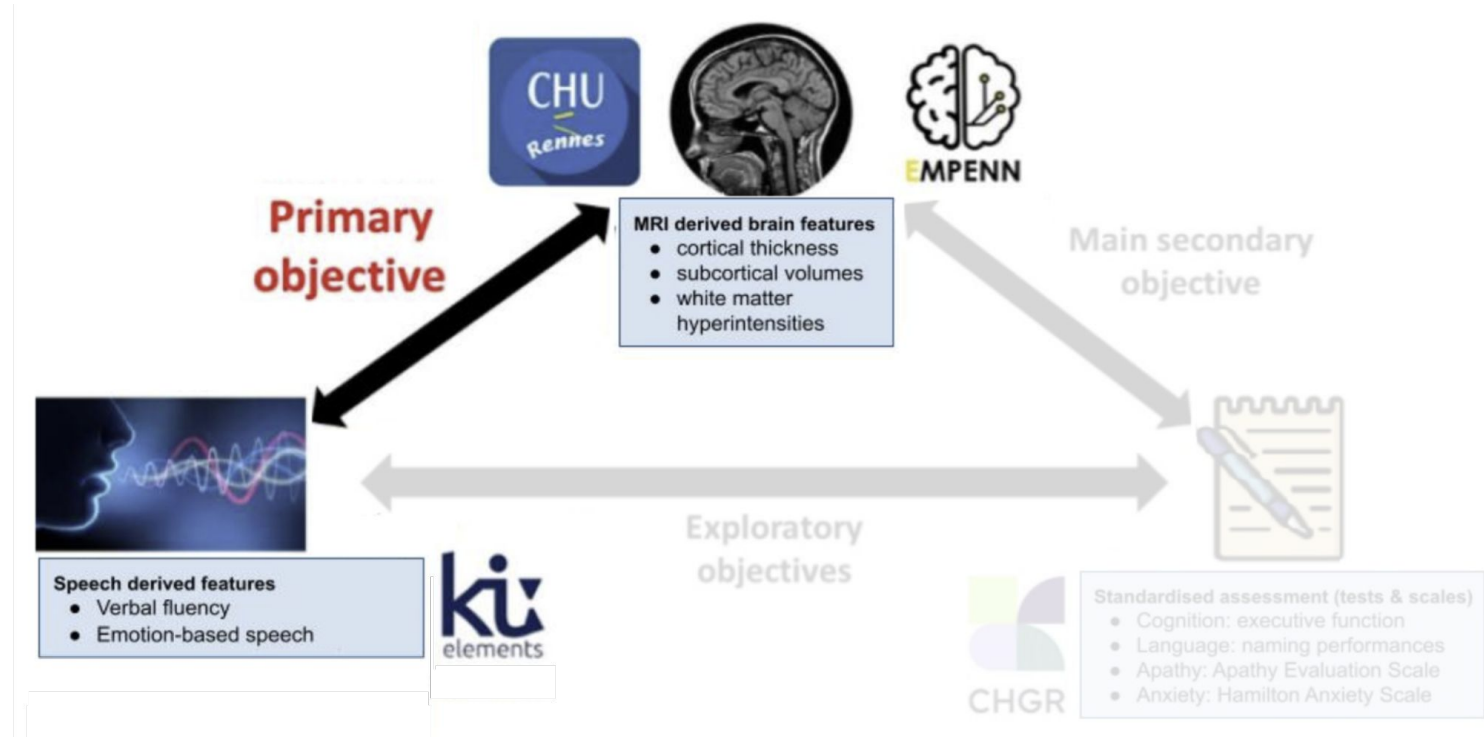 CHU
Rennes
EMPENN
Primary
objective
MRI derived brain features
● cortical thickness
● subcortical volumes
● white matter
hyperintensities
Main secondary
objective
Exploratory
objectives
Speech derived features
● Verbal fluency
● Emotion-based speech
ki:
elements
CHGR
Standardised assessment (tests & scales)
● Cognition: executive function
● Language: naming performances
● Apathy: Apathy Evaluation Scale
● Anxiety: Hamilton Anxiety Scale